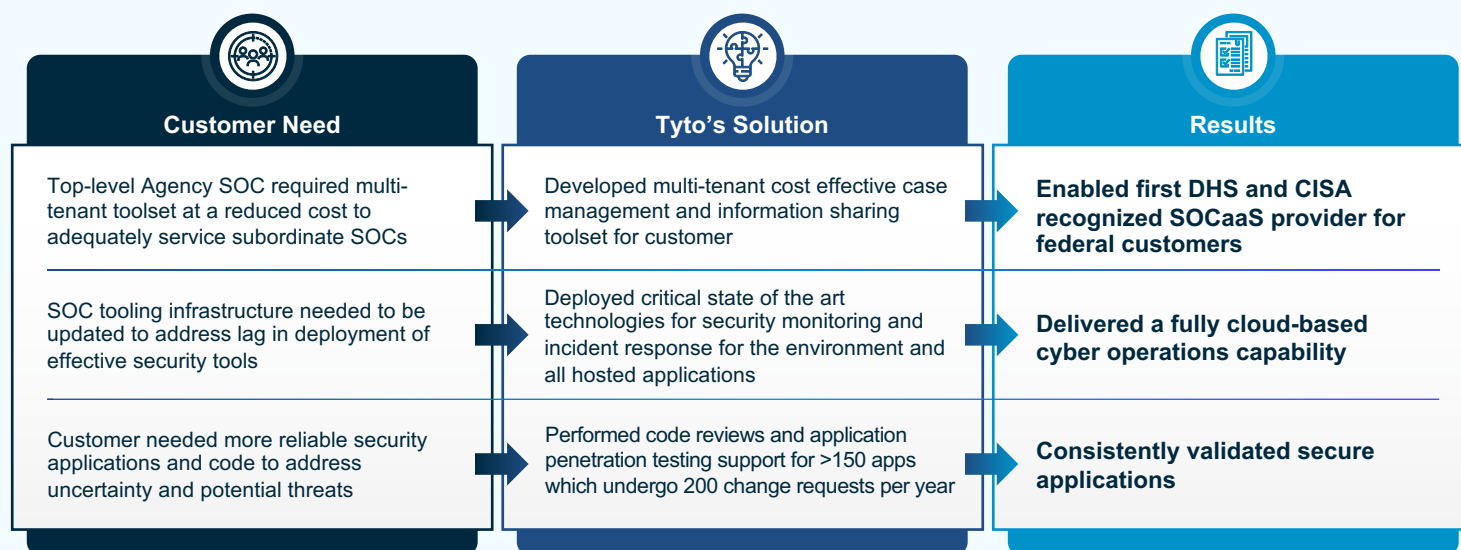 Customer Need
Tyto’s Solution
Results
Top-level Agency SOC required multi-
tenant toolset at a reduced cost to
adequately service subordinate SOCs
Developed multi-tenant cost effective case
management and information sharing
toolset for customer
Enabled first DHS and CISA
recognized SOCaaS provider for
federal customers
SOC tooling infrastructure needed to be
updated to address lag in deployment of
effective security tools
Deployed critical state of the art
technologies for security monitoring and
incident response for the environment and
all hosted applications
Delivered a fully cloud-based
cyber operations capability
Customer needed more reliable security
applications and code to address
uncertainty and potential threats
Performed code reviews and application
penetration testing support for >150 apps
which undergo 200 change requests per year
Consistently validated secure
applications